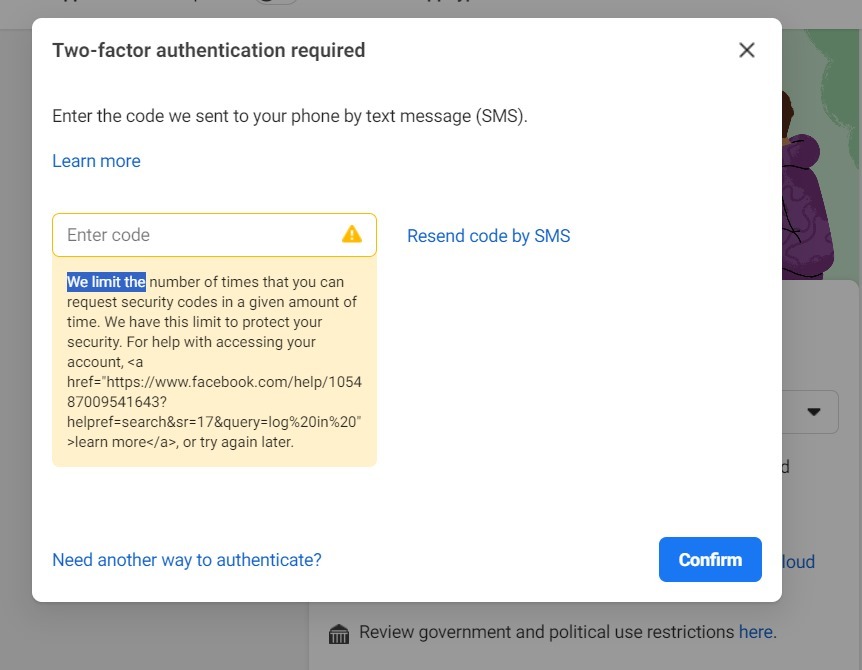 Two-factor authentication required
Enter the code we sent to your phone by text message (SMS).
Learn more
Enter code
Resend code by SMS
We limit the number of times that you can
request security codes in a given amount of
time. We have this limit to protect your
security. For help with accessing your
account, <a
href="https://www.facebook.com/help/1054
87009541643?
helpref=search&sr=17&query=log%20in%20"
>learn more</a>, or try again later.
d
Need another way to authenticate?
Confirm
loud
Review government and political use restrictions here.